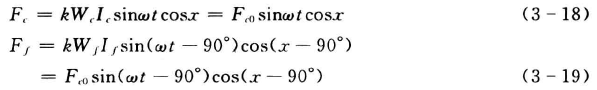 F_c = kW_cI_c sinωt cosx = F_c0 sinωt cosx (3-18)
F_f = kW_fI_f sin(ωt − 90°)cos(x − 90°)
= F_c0 sin(ωt − 90°)cos(x − 90°) (3-19)